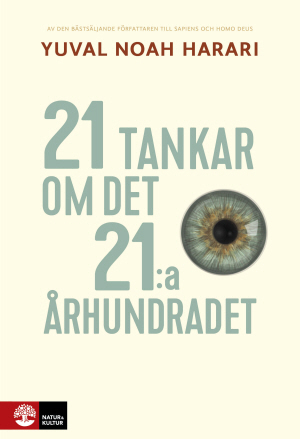 AV DEN BÄSTSÄLJANDE FÖRFATTAREN TILL SAPIENS OCH HOMO DEUS
YUVAL NOAH HARARI
21 TANKAR
OM DET
21:a
ÅRHUNDRADET
NATUR &
KULTUR